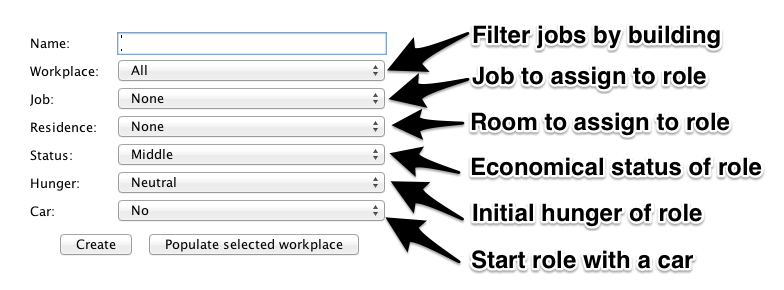 Name:
Workplace: All Filter jobs by building
Job: None Job to assign to role
Residence: None Room to assign to role
Status: Middle Economical status of role
Hunger: Neutral Initial hunger of role
Car: No Start role with a car
Create Populate selected workplace